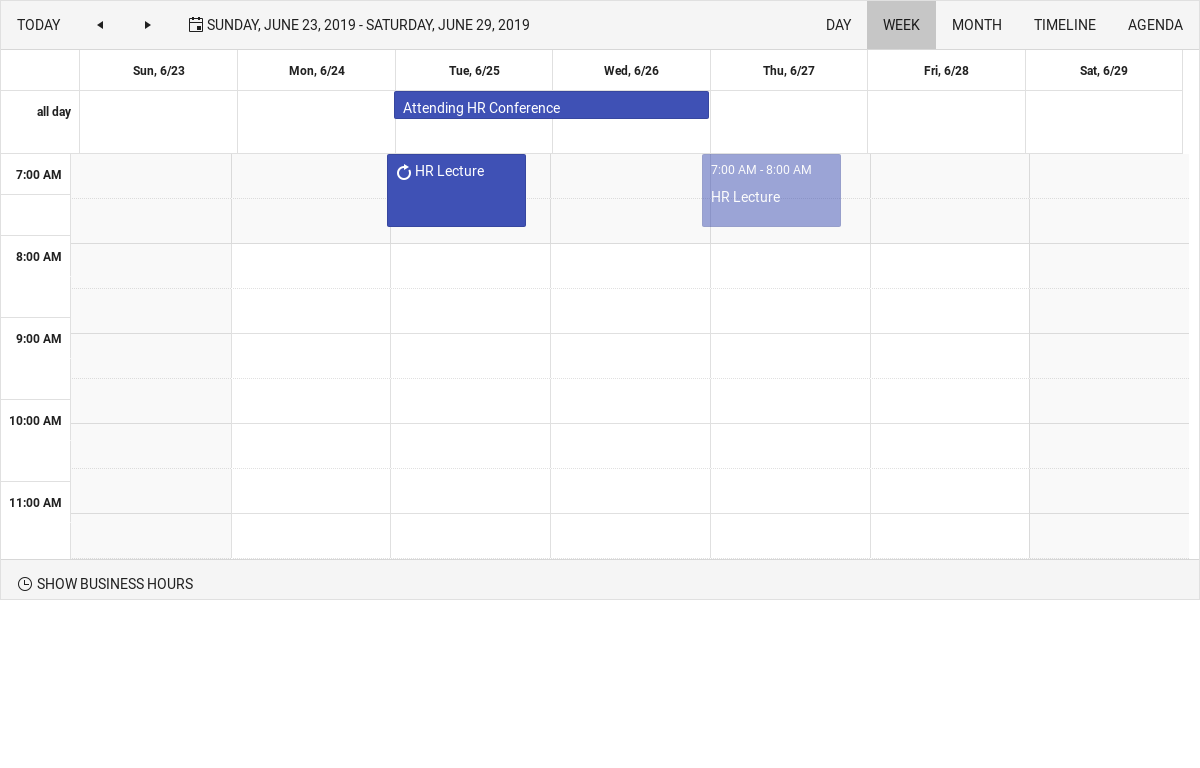 TODAY SUNDAY, JUNE 23, 2019 - SATURDAY, JUNE 29, 2019 DAY WEEK MONTH TIMELINE AGENDA
Sun, 6/23 Mon, 6/24 Tue, 6/25 Wed, 6/26 Thu, 6/27 Fri, 6/28 Sat, 6/29
all day Attending HR Conference
7:00 AM HR Lecture 7:00 AM - 8:00 AM
HR Lecture
8:00 AM
9:00 AM
10:00 AM
11:00 AM
SHOW BUSINESS HOURS